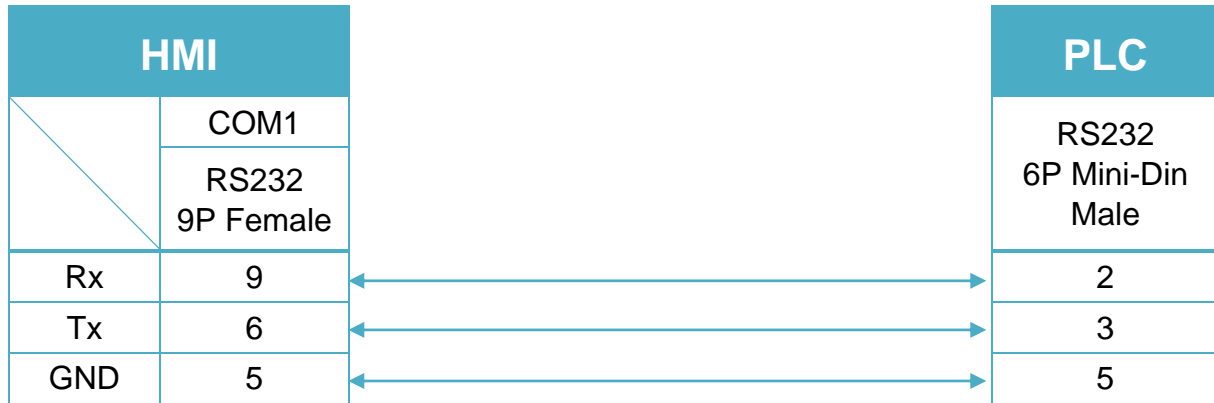 HMI
PLC
COM1
RS232
9P Female
RS232
6P Mini-Din
Male
Rx 9 2
Tx 6 3
GND 5 5